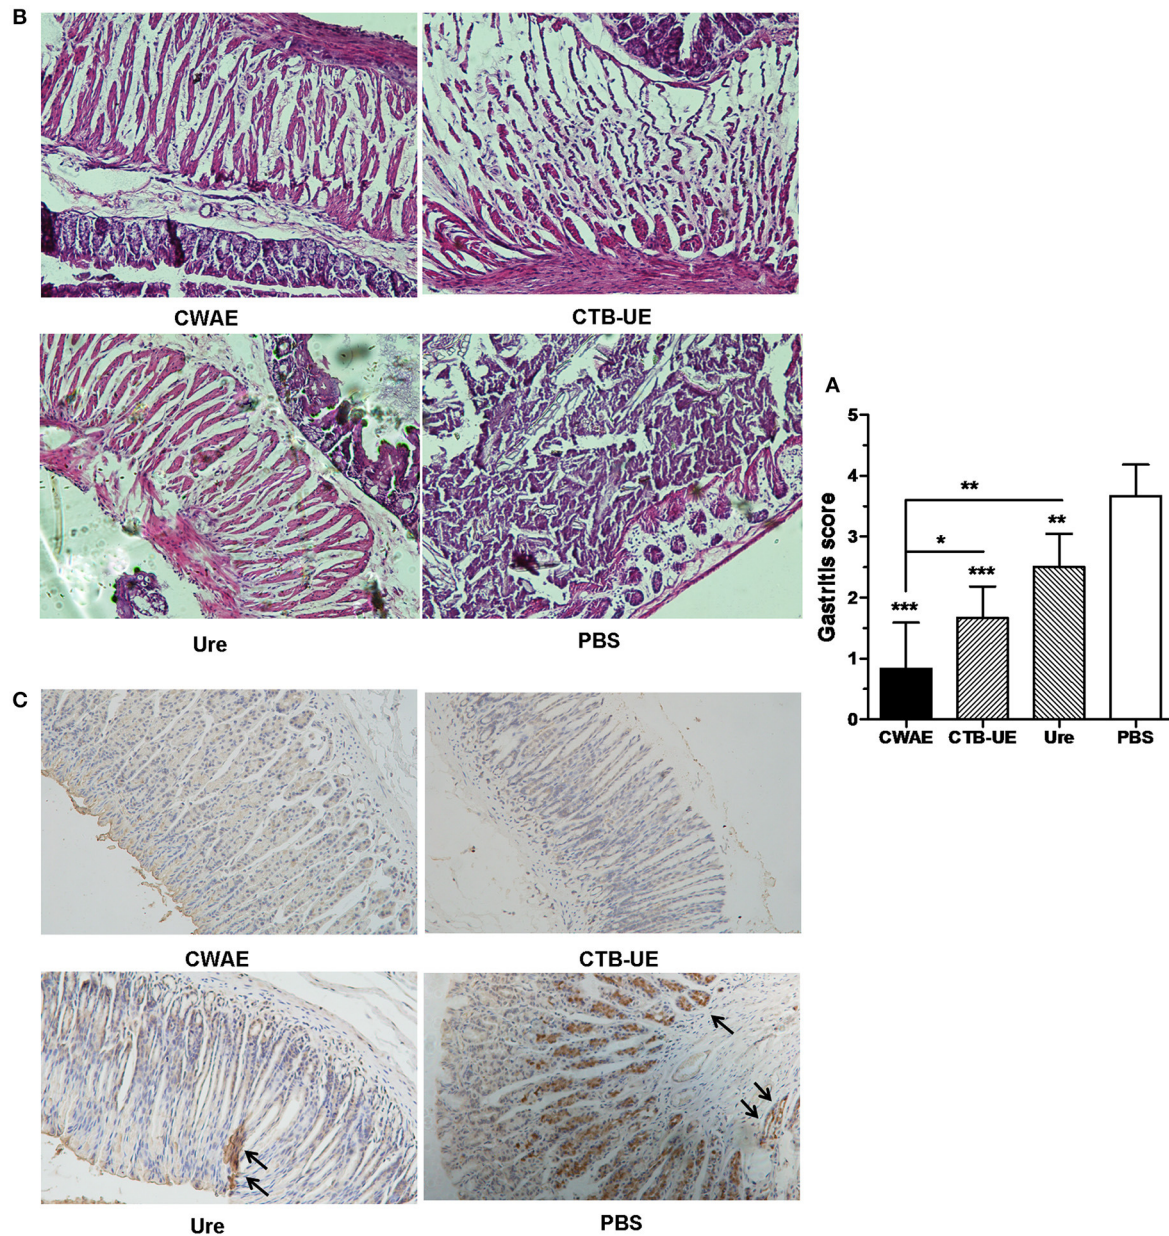 B
CWAE
CTB-UE
Ure
PBS
A
Gastritis score
5
4
3
2
1
0
**
*
**
***
***
CWAE
CTB-UE
Ure
PBS
C
CWAE
CTB-UE
Ure
PBS